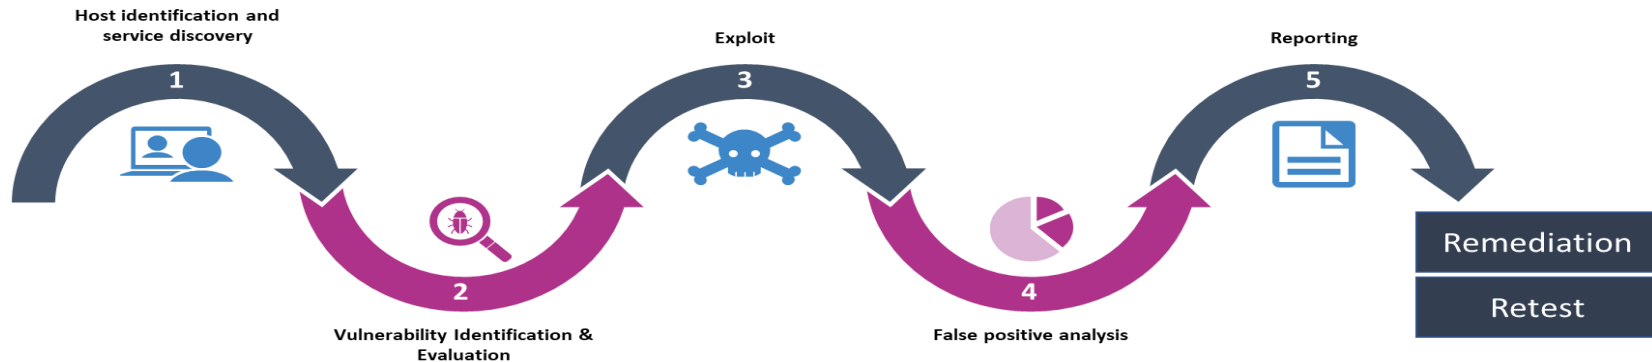 Host identification and
service discovery
1
Vulnerability Identification &
Evaluation
2
Exploit
3
False positive analysis
4
Reporting
5
Remediation
Retest